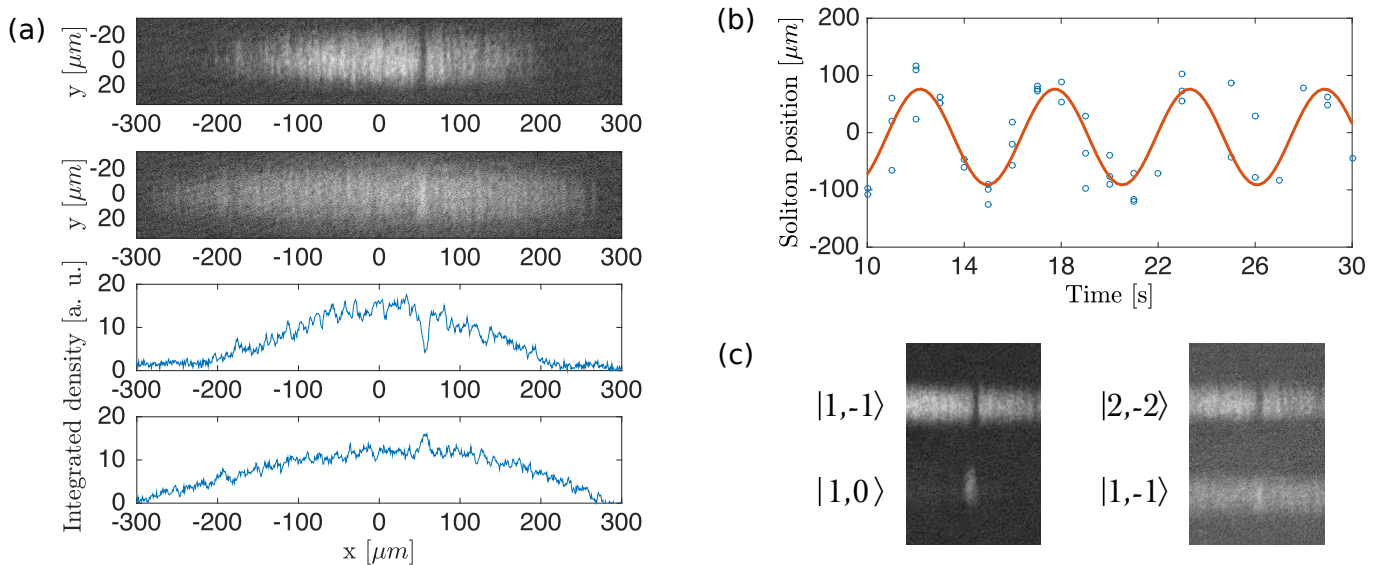 (a)
y [μm]
-20
0
20
-300 -200 -100 0 100 200 300
y [μm]
-20
0
20
-300 -200 -100 0 100 200 300
Integrated density [a. u.]
20
10
0
-300 -200 -100 0 100 200 300
20
10
0
-300 -200 -100 0 100 200 300
x [μm]
(b)
Soliton position [μm]
200
100
0
-100
-200
10 14 18 22 26 30
Time [s]
(c)
|1,-1⟩
|1,0⟩
|2,-2⟩
|1,-1⟩